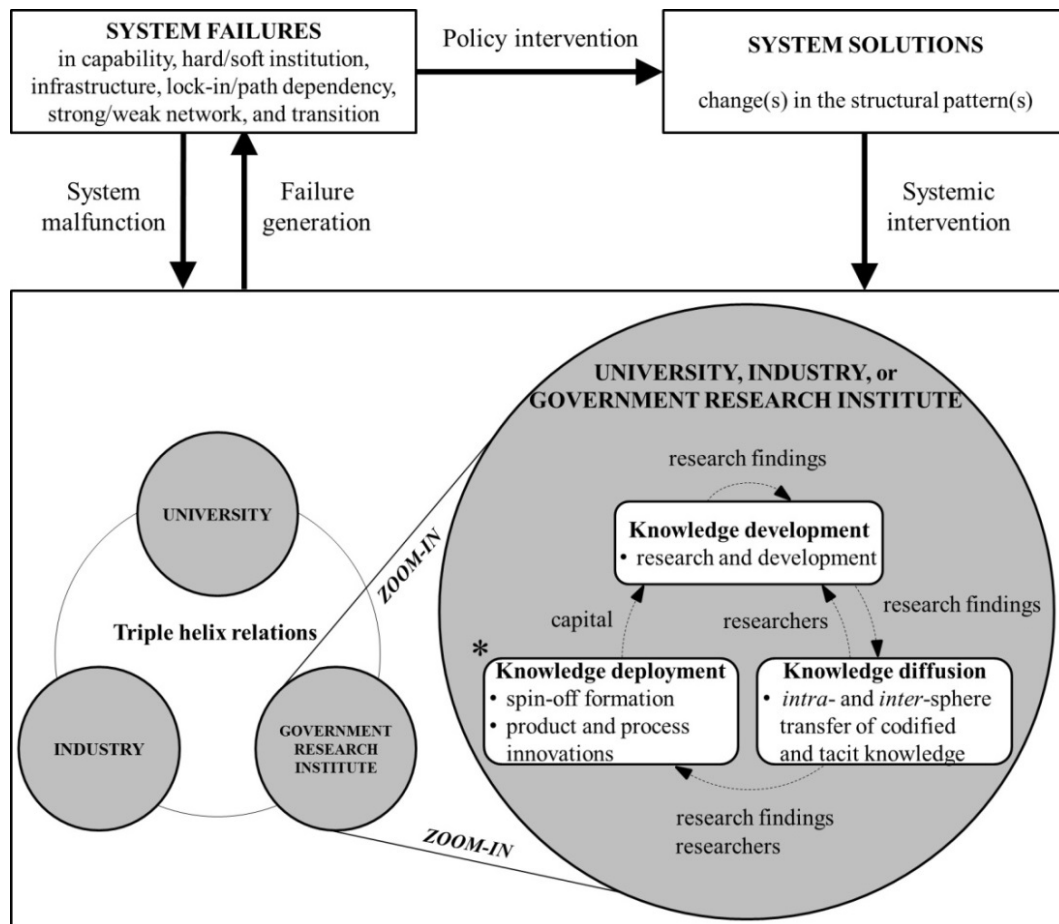 SYSTEM FAILURES
in capability, hard/soft institution,
infrastructure, lock-in/path dependency,
strong/weak network, and transition
Policy intervention
SYSTEM SOLUTIONS
change(s) in the structural pattern(s)
System
malfunction
Failure
generation
Systemic
intervention
UNIVERSITY, INDUSTRY, or
GOVERNMENT RESEARCH INSTITUTE
UNIVERSITY
Triple helix relations
INDUSTRY
GOVERNMENT
RESEARCH
INSTITUTE
ZOOM-IN
ZOOM-IN
research findings
Knowledge development
• research and development
capital
researchers
research findings
*
Knowledge deployment
• spin-off formation
• product and process
innovations
Knowledge diffusion
• intra- and inter-sphere
transfer of codified
and tacit knowledge
research findings
researchers